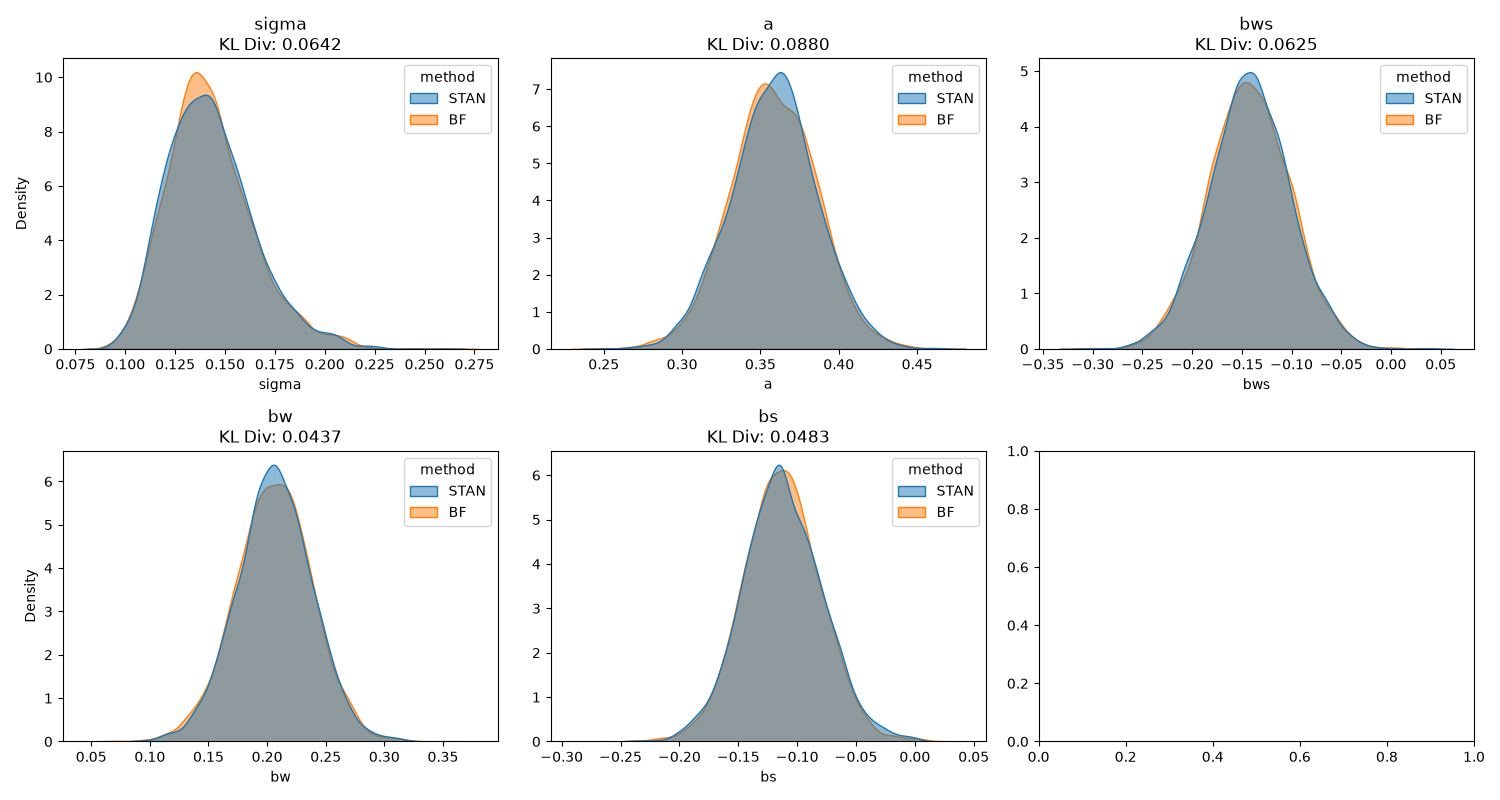 sigma
KL Div: 0.0642
10
8
6
4
2
0
Density
0.075 0.100 0.125 0.150 0.175 0.200 0.225 0.250 0.275
sigma
method
STAN
BF
a
KL Div: 0.0880
7
6
5
4
3
2
1
0
0.25 0.30 0.35 0.40 0.45
a
method
STAN
BF
bws
KL Div: 0.0625
5
4
3
2
1
0
−0.35 −0.30 −0.25 −0.20 −0.15 −0.10 −0.05 0.00 0.05
bws
method
STAN
BF
bw
KL Div: 0.0437
6
5
4
3
2
1
0
Density
0.05 0.10 0.15 0.20 0.25 0.30 0.35
bw
method
STAN
BF
bs
KL Div: 0.0483
6
5
4
3
2
1
0
−0.30 −0.25 −0.20 −0.15 −0.10 −0.05 0.00 0.05
bs
method
STAN
BF
1.0
0.8
0.6
0.4
0.2
0.0
0.0 0.2 0.4 0.6 0.8 1.0